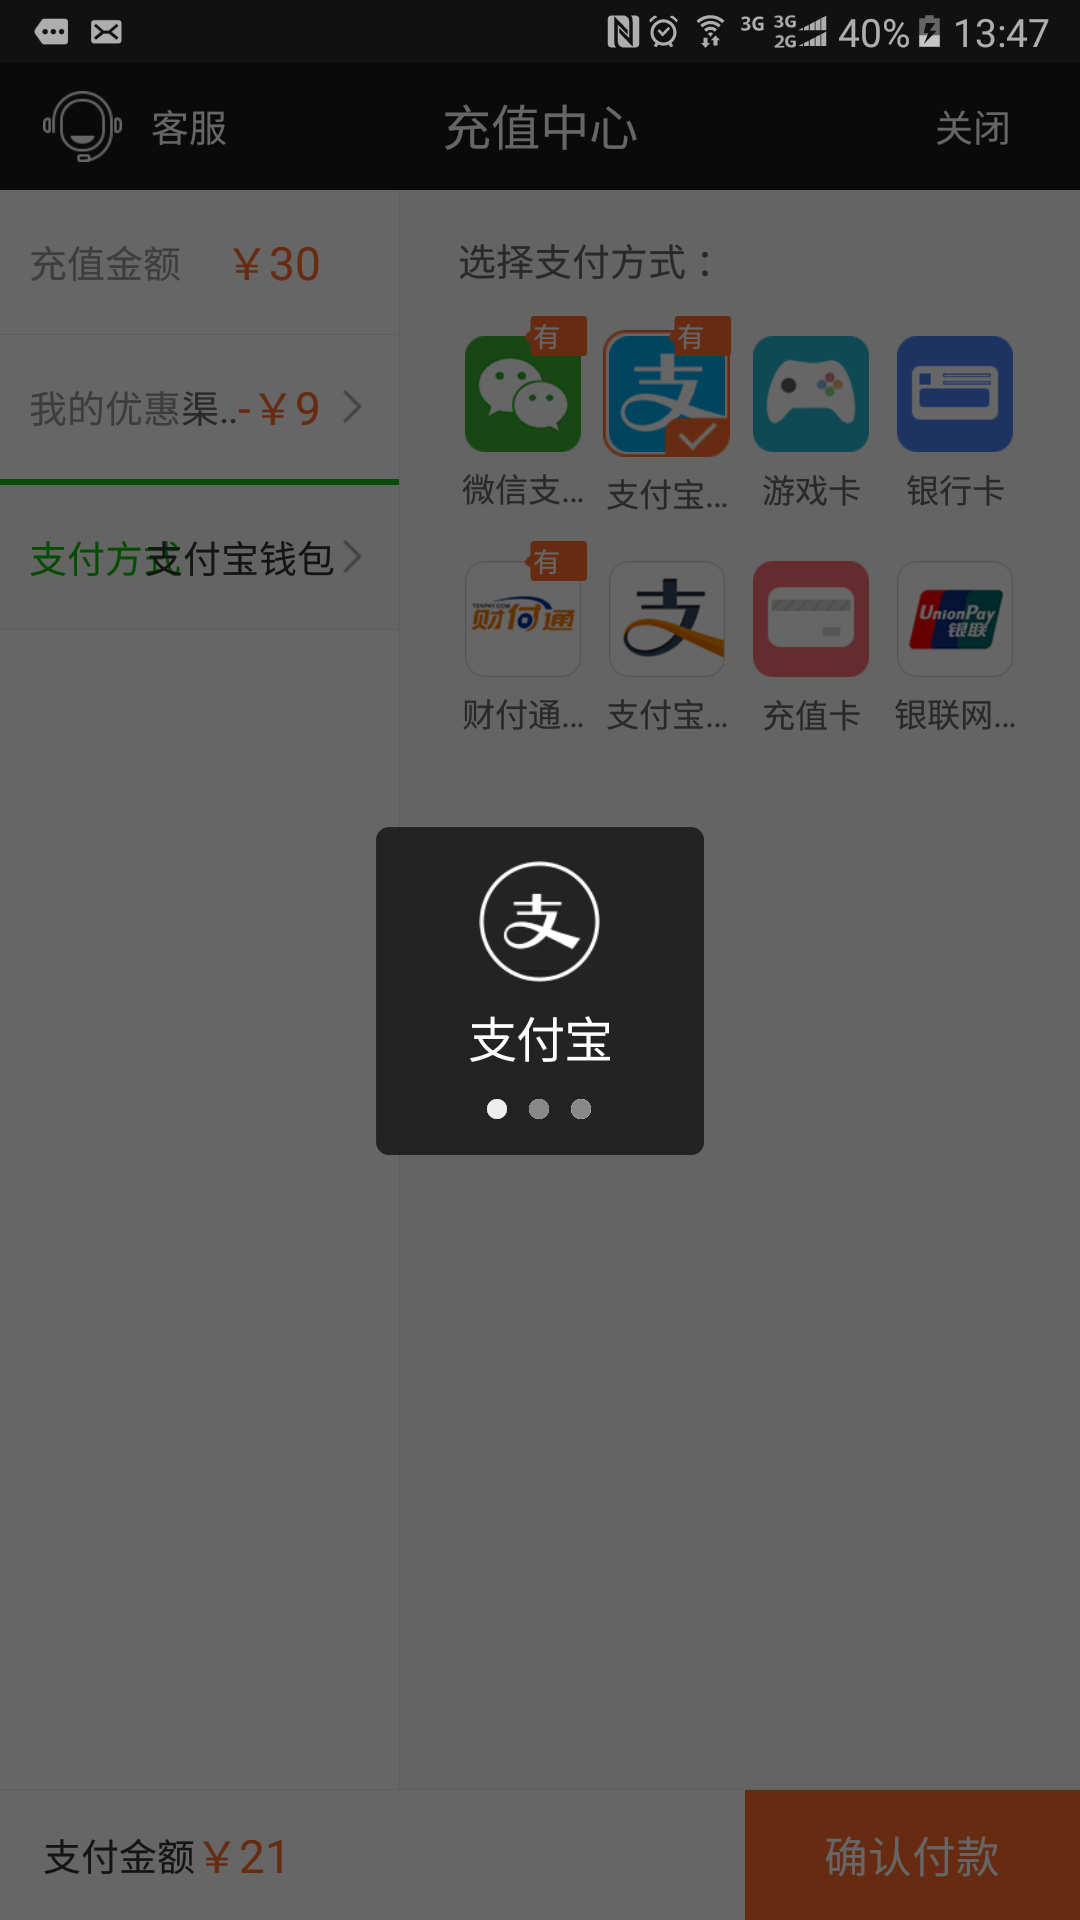 3G 3G 2G 40% 13:47
客服 充值中心 关闭
充值金额 ￥30
我的优惠渠..-￥9
支付方式支付宝钱包
选择支付方式：
有 有
微信支... 支付宝... 游戏卡 银行卡
有
TENPAY.COM 财付通 UnionPay 银联
财付通... 支付宝... 充值卡 银联网...
支付宝
支付金额￥21 确认付款